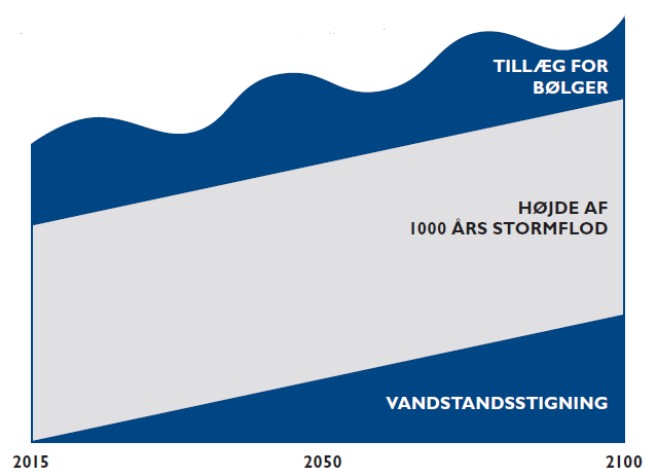 TILLÆG FOR
BØLGER
HØJDE AF
1000 ÅRS STORMFLOD
VANDSTANDSSTIGNING
2015
2050
2100